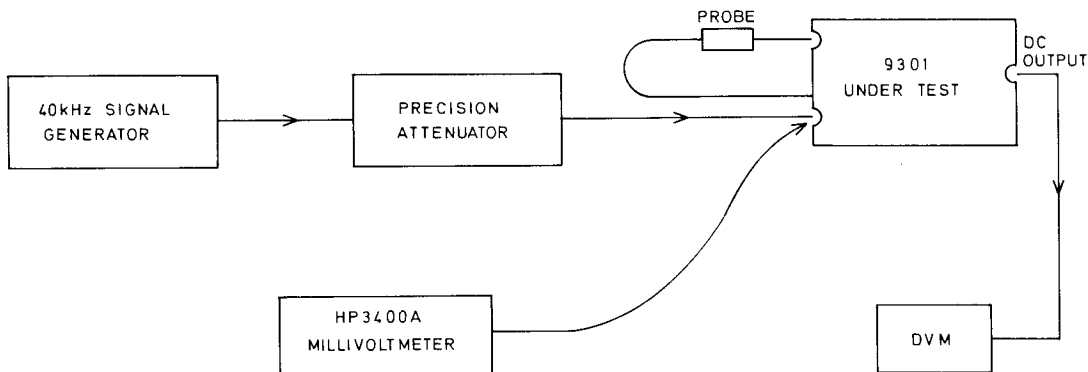 PROBE
DC
OUTPUT
9301
UNDER TEST
40kHz SIGNAL
GENERATOR
PRECISION
ATTENUATOR
HP3400A
MILLIVOLTMETER
DVM